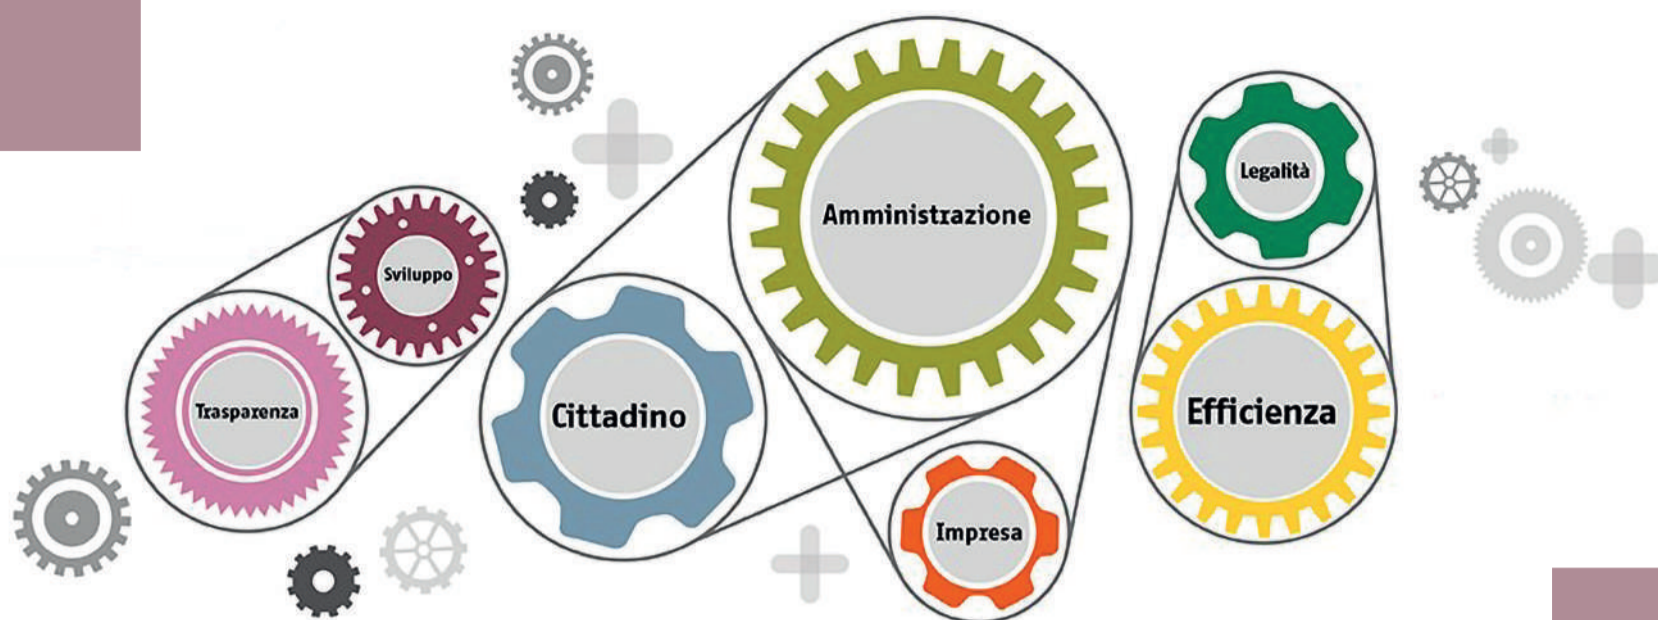 Sviluppo
Trasparenza
Cittadino
Amministrazione
Impresa
Legalità
Efficienza